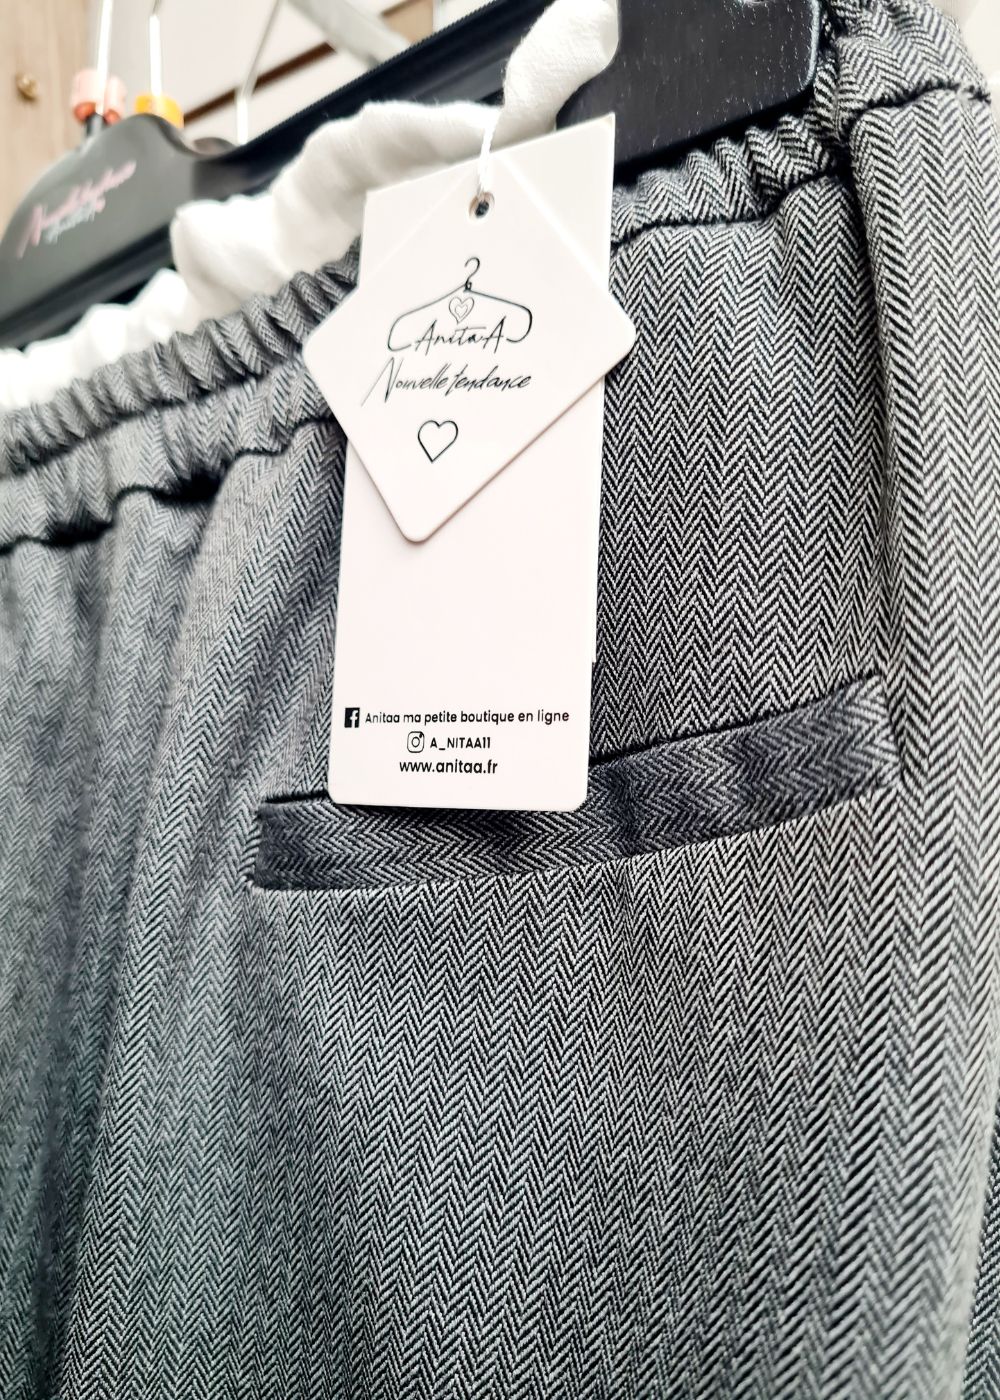 AnitaA
Nouvelle tendance
Anitaa ma petite boutique en ligne
A_NITAA11
www.anitaa.fr